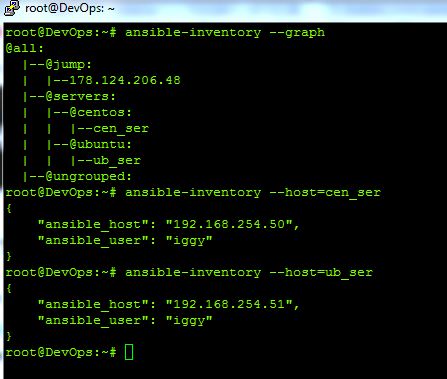 root@DevOps: ~
root@DevOps:~# ansible-inventory --graph
@all:
  |--@jump:
  |  |--178.124.206.48
  |--@servers:
  |  |--@centos:
  |  |  |--cen_ser
  |  |--@ubuntu:
  |  |  |--ub_ser
  |--@ungrouped:
root@DevOps:~# ansible-inventory --host=cen_ser
{
    "ansible_host": "192.168.254.50",
    "ansible_user": "iggy"
}
root@DevOps:~# ansible-inventory --host=ub_ser
{
    "ansible_host": "192.168.254.51",
    "ansible_user": "iggy"
}
root@DevOps:~#